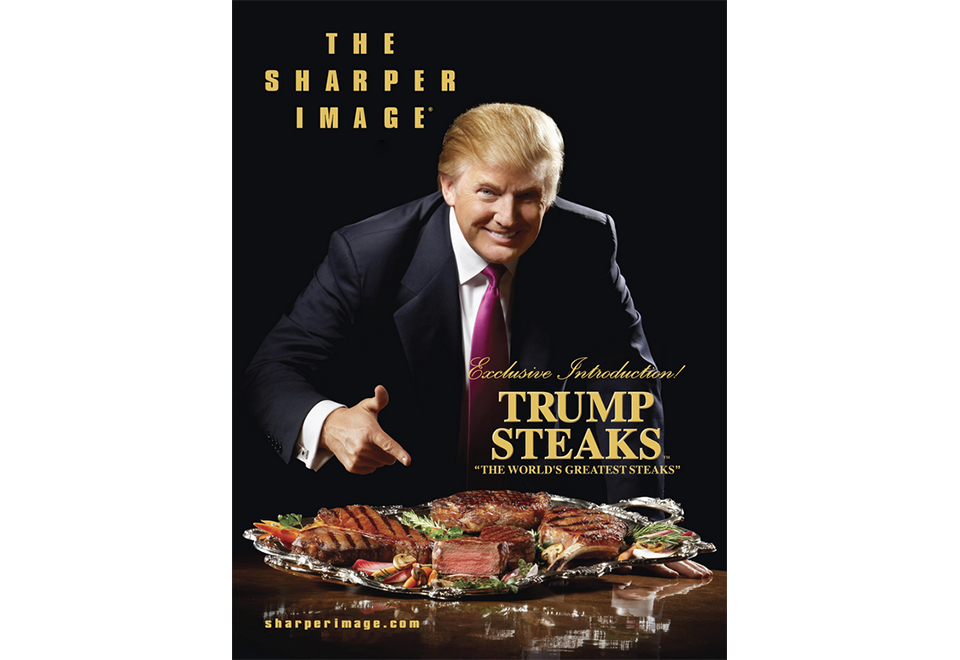 THE
SHARPER
IMAGE®
Exclusive Introduction!
TRUMP
STEAKS™
“THE WORLD'S GREATEST STEAKS”
sharperimage.com